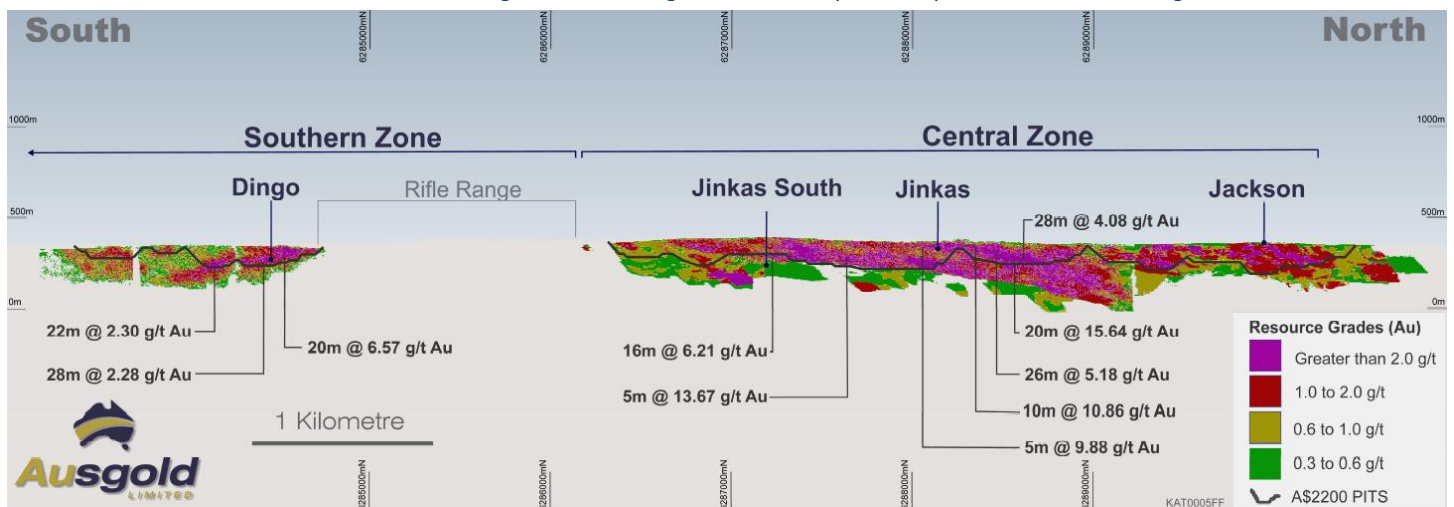 South
North
6285000mN
6286000mN
6287000mN
6288000mN
6289000mN
1000m
1000m
Southern Zone
Central Zone
Dingo
Rifle Range
Jinkas South
Jinkas
Jackson
500m
500m
28m @ 4.08 g/t Au
0m
0m
22m @ 2.30 g/t Au
20m @ 6.57 g/t Au
28m @ 2.28 g/t Au
16m @ 6.21 g/t Au
5m @ 13.67 g/t Au
20m @ 15.64 g/t Au
26m @ 5.18 g/t Au
10m @ 10.86 g/t Au
5m @ 9.88 g/t Au
1 Kilometre
Ausgold
LIMITED
6285000mN
6286000mN
6287000mN
6288000mN
6289000mN
KAT0005FF
Resource Grades (Au)
Greater than 2.0 g/t
1.0 to 2.0 g/t
0.6 to 1.0 g/t
0.3 to 0.6 g/t
A$2200 PITS